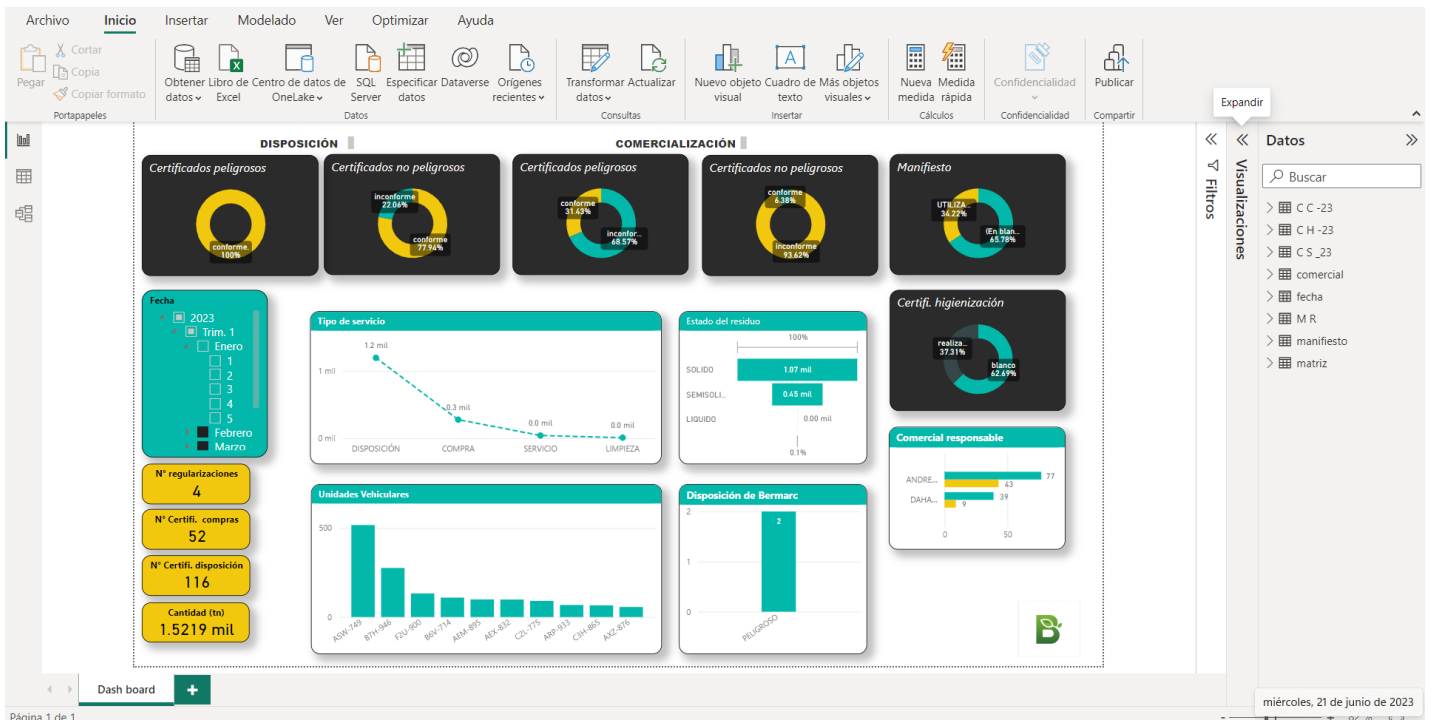 Archivo Inicio Insertar Modelado Ver Optimizar Ayuda
Pegar
Cortar
Copia
Copiar formato
Portapapeles
Obtener datos
Libro de Excel
Centro de datos de OneLake
SQL Server
Especificar datos
Dataverse
Orígenes recientes
Datos
Transformar datos
Actualizar
Consultas
Nuevo objeto visual
Cuadro de texto
Más objetos visuales
Insertar
Nueva medida
Medida rápida
Cálculos
Confidencialidad
Confidencialidad
Publicar
Compartir
Expandir
DISPOSICIÓN
COMERCIALIZACIÓN
Certificados peligrosos
conforme.
100%
Certificados no peligrosos
inconforme
22.06%
conforme
77.94%
Certificados peligrosos
conforme
31.43%
inconfor...
68.57%
Certificados no peligrosos
conforme
6.38%
inconforme
93.62%
Manifiesto
UTILIZA...
34.22%
(En blan...
65.78%
Fecha
2023
Trim. 1
Enero
1
2
3
4
5
Febrero
Marzo
Tipo de servicio
1.2 mil
1 mil
0.3 mil
0.0 mil
0.0 mil
0 mil
DISPOSICIÓN COMPRA SERVICIO LIMPIEZA
Estado del residuo
100%
SOLIDO 1.07 mil
SEMISOLI... 0.45 mil
LIQUIDO 0.00 mil
0.1%
Certifi. higienización
realiza...
37.31%
blanco
62.69%
Comercial responsable
ANDRE... 77
43
DAHA... 39
9
0 50
N° regularizaciones
4
N° Certifi. compras
52
N° Certifi. disposición
116
Cantidad (tn)
1.5219 mil
Unidades Vehiculares
500
0
ASW-749 B7H-946 F2U-900 B6V-714 AEM-895 AEX-832 C2L-775 ARP-933 C3H-865 AXZ-876
Disposición de Bermarc
2
2
1
0
PELIGROSO
B
Filtros
Visualizaciones
Datos
Buscar
C C -23
C H -23
C S _23
comercial
fecha
M R
manifiesto
matriz
Dash board
Página 1 de 1
miércoles, 21 de junio de 2023